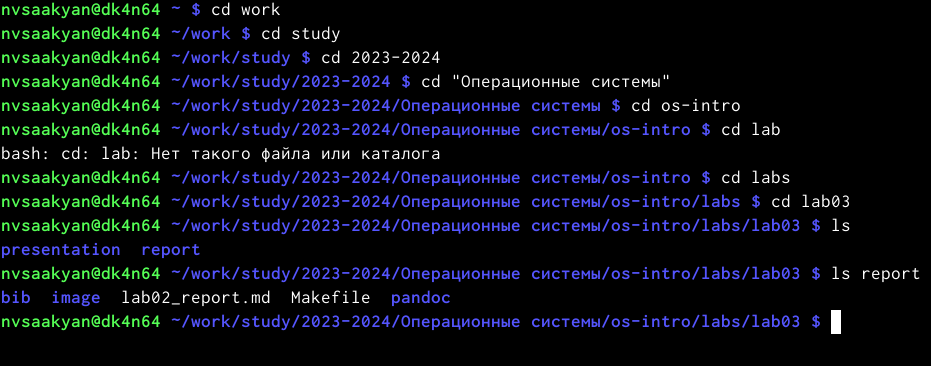 nvsaakyan@dk4n64 ~ $ cd work
nvsaakyan@dk4n64 ~/work $ cd study
nvsaakyan@dk4n64 ~/work/study $ cd 2023-2024
nvsaakyan@dk4n64 ~/work/study/2023-2024 $ cd "Операционные системы"
nvsaakyan@dk4n64 ~/work/study/2023-2024/Операционные системы $ cd os-intro
nvsaakyan@dk4n64 ~/work/study/2023-2024/Операционные системы/os-intro $ cd lab
bash: cd: lab: Нет такого файла или каталога
nvsaakyan@dk4n64 ~/work/study/2023-2024/Операционные системы/os-intro $ cd labs
nvsaakyan@dk4n64 ~/work/study/2023-2024/Операционные системы/os-intro/labs $ cd lab03
nvsaakyan@dk4n64 ~/work/study/2023-2024/Операционные системы/os-intro/labs/lab03 $ ls
presentation  report
nvsaakyan@dk4n64 ~/work/study/2023-2024/Операционные системы/os-intro/labs/lab03 $ ls report
bib  image  lab02_report.md  Makefile  pandoc
nvsaakyan@dk4n64 ~/work/study/2023-2024/Операционные системы/os-intro/labs/lab03 $